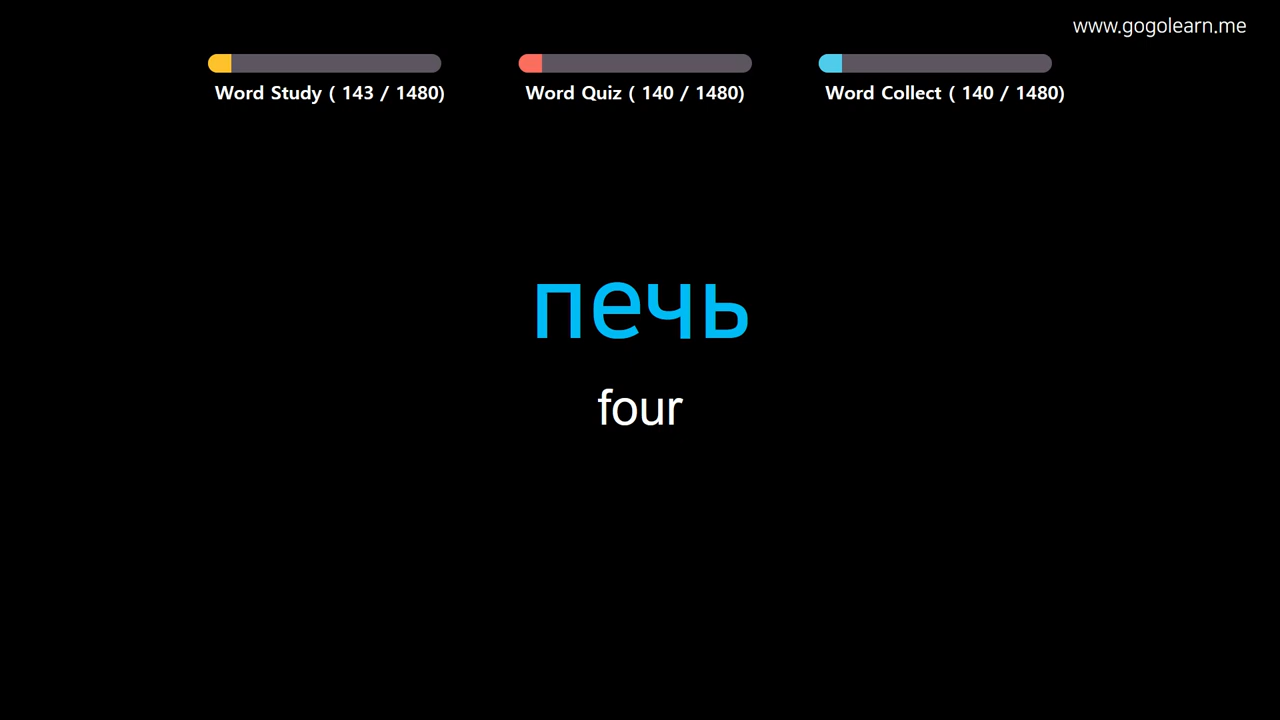 www.gogolearn.me
Word Study ( 143 / 1480)
Word Quiz ( 140 / 1480)
Word Collect ( 140 / 1480)
печь
four